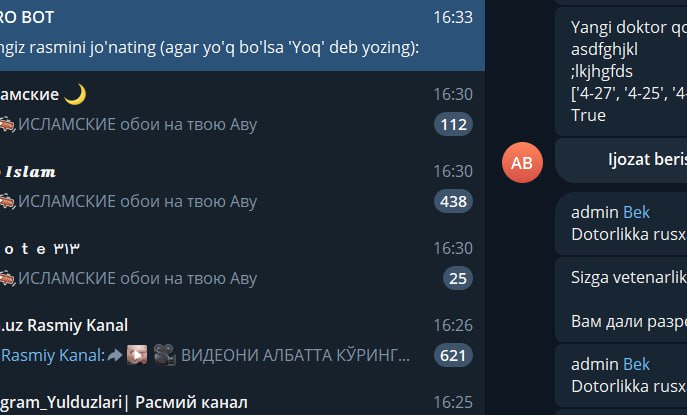 RO BOT
16:33
ngiz rasmini jo'nating (agar yo'q bo'lsa 'Yoq' deb yozing):
амские 🌙
16:30
ИСЛАМСКИЕ обои на твою Аву
112
𝑰𝒔𝒍𝒂𝒎
16:30
ИСЛАМСКИЕ обои на твою Аву
438
o t e ۳۱۳
16:30
ИСЛАМСКИЕ обои на твою Аву
25
.uz Rasmiy Kanal
16:26
Rasmiy Kanal: ВИДЕОНИ АЛБАТТА КЎРИНГ...
621
gram_Yulduzlari| Расмий канал
16:25
Yangi doktor qo
asdfghjkl
;lkjhgfds
['4-27', '4-25', '4-
True
AB
Ijozat beris
admin Bek
Dotorlikka rusxa
Sizga vetenarlik
Вам дали разре
admin Bek
Dotorlikka rusxa